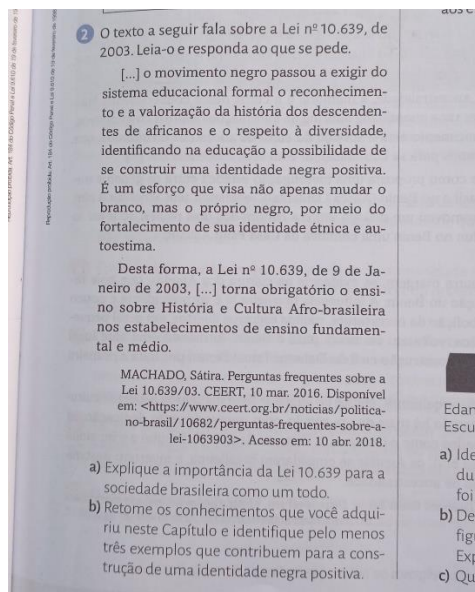 2 O texto a seguir fala sobre a Lei nº 10.639, de
2003. Leia-o e responda ao que se pede.
[...] o movimento negro passou a exigir do
sistema educacional formal o reconhecimen-
to e a valorização da história dos descenden-
tes de africanos e o respeito à diversidade,
identificando na educação a possibilidade de
se construir uma identidade negra positiva.
É um esforço que visa não apenas mudar o
branco, mas o próprio negro, por meio do
fortalecimento de sua identidade étnica e au-
toestima.
Desta forma, a Lei nº 10.639, de 9 de Ja-
neiro de 2003, [...] torna obrigatório o ensi-
no sobre História e Cultura Afro-brasileira
nos estabelecimentos de ensino fundamen-
tal e médio.
MACHADO, Sátira. Perguntas frequentes sobre a
Lei 10.639/03. CEERT, 10 mar. 2016. Disponível
em: <https://www.ceert.org.br/noticias/politica-
no-brasil/10682/perguntas-frequentes-sobre-a-
lei-1063903>. Acesso em: 10 abr. 2018.
a) Explique a importância da Lei 10.639 para a
sociedade brasileira como um todo.
b) Retome os conhecimentos que você adqui-
riu neste Capítulo e identifique pelo menos
três exemplos que contribuem para a cons-
trução de uma identidade negra positiva.
Reprodução proibida. Art. 184 do Código Penal e Lei 9.610 de 19 de fevereiro de 1998.
Edan
Escu
a) Ide
du
foi
b) De
fig
Exp
c) Qu